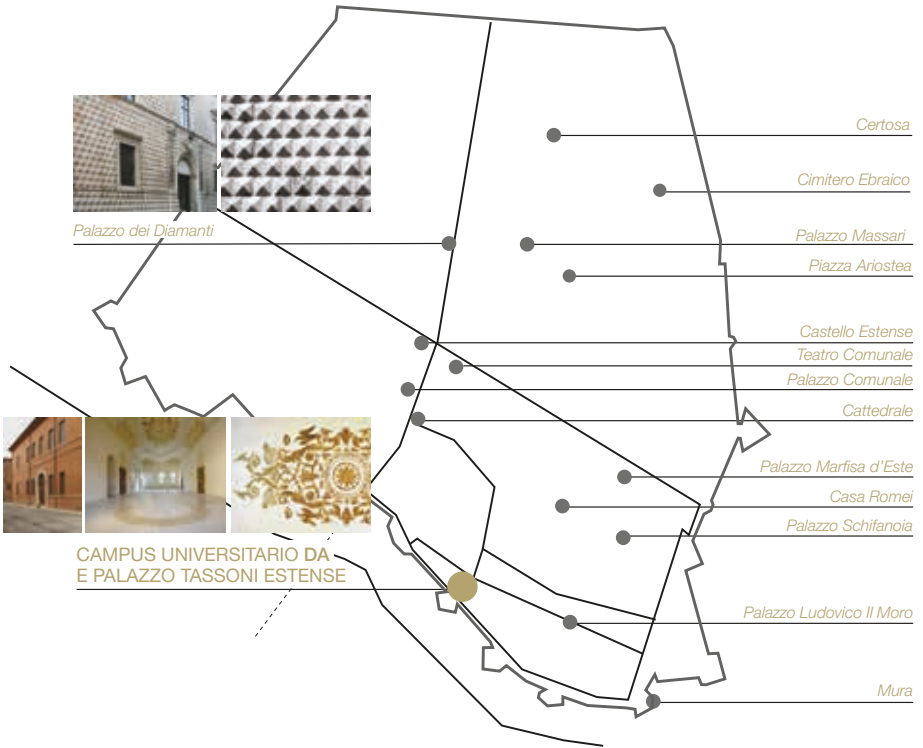 Certosa
Cimitero Ebraico
Palazzo dei Diamanti
Palazzo Massari
Piazza Ariostea
Castello Estense
Teatro Comunale
Palazzo Comunale
Cattedrale
Palazzo Marfisa d'Este
Casa Romei
Palazzo Schifanoia
CAMPUS UNIVERSITARIO DA
E PALAZZO TASSONI ESTENSE
Palazzo Ludovico Il Moro
Mura